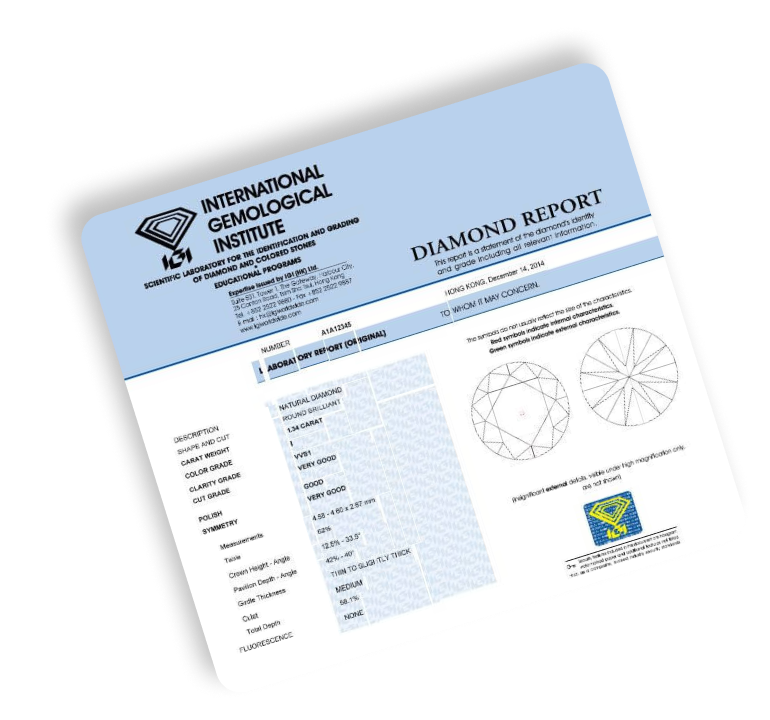 INTERNATIONAL
GEMOLOGICAL
INSTITUTE
IGI
SCIENTIFIC LABORATORY FOR THE IDENTIFICATION AND GRADING
OF DIAMOND AND COLORED STONES
EDUCATIONAL PROGRAMS
Expertise Issued by IGI (HK) Ltd.
Suite 531, Tower 1, The Gateway, Harbour City,
25 Canton Road, Tsim Sha Tsui, Hong Kong
Tel. +852 2522 9880 - Fax +852 2522 9887
www.igiworldwide.com
DIAMOND REPORT
This report is a statement of the diamond's identity
and grade including all relevant information.
HONG KONG, December 14, 2014
TO WHOM IT MAY CONCERN.
NUMBER A1A12345
LABORATORY REPORT (ORIGINAL)
DESCRIPTION NATURAL DIAMOND
SHAPE AND CUT ROUND BRILLIANT
CARAT WEIGHT 1.34 CARAT
COLOR GRADE I
CLARITY GRADE VVS1
CUT GRADE VERY GOOD
POLISH GOOD
SYMMETRY VERY GOOD
Measurements 4.58 - 4.60 x 2.67 mm
Table 62%
Crown Height - Angle 12.5% - 33.5°
Pavilion Depth - Angle 42% - 40°
Girdle Thickness THIN TO SLIGHTLY THICK
Culet MEDIUM
Total Depth 58.1%
FLUORESCENCE NONE
The symbols do not usually reflect the size of the characteristics.
Red symbols indicate internal characteristics.
Green symbols indicate external characteristics.
(Insignificant external details, visible under high magnification only,
are not shown)
IGI